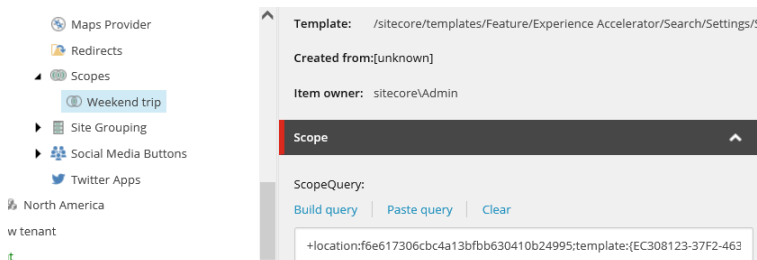 Maps Provider
Redirects
Scopes
Weekend trip
Site Grouping
Social Media Buttons
Twitter Apps
North America
w tenant
Template: /sitecore/templates/Feature/Experience Accelerator/Search/Settings/S
Created from:[unknown]
Item owner: sitecore\Admin
Scope
ScopeQuery:
Build query Paste query Clear
+location:f6e617306cbc4a13bfbb630410b24995;template:{EC308123-37F2-463